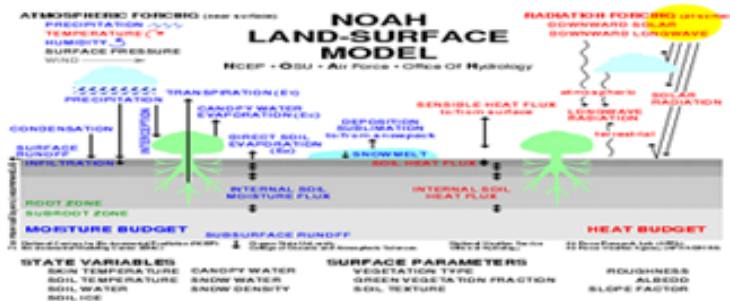 ATMOSPHERIC FORCING (near surface)
PRECIPITATION
TEMPERATURE
HUMIDITY
SURFACE PRESSURE
WIND
NOAH
LAND-SURFACE
MODEL
NCEP • OSU • Air Force • Office Of Hydrology
RADIATION FORCING
DOWNWARD SOLAR
DOWNWARD LONGWAVE
PRECIPITATION
TRANSPIRATION (Et)
CONDENSATION
INTERCEPTION
CANOPY WATER
EVAPORATION (Ec)
DIRECT SOIL
EVAPORATION
DEPOSITION
SUBLIMATION
to/from snowpack
SENSIBLE HEAT FLUX
to/from surface
atmospheric
LONGWAVE
RADIATION
terrestrial
SOLAR
RADIATION
SURFACE
RUNOFF
INFILTRATION
SNOWMELT
SOIL HEAT FLUX
INTERNAL SOIL
MOISTURE FLUX
INTERNAL SOIL
HEAT FLUX
ROOT ZONE
SUBROOT ZONE
MOISTURE BUDGET
SUBSURFACE RUNOFF
HEAT BUDGET
STATE VARIABLES
SKIN TEMPERATURE
SOIL TEMPERATURE
SOIL WATER
SOIL ICE
CANOPY WATER
SNOW WATER
SNOW DENSITY
SURFACE PARAMETERS
VEGETATION TYPE
GREEN VEGETATION FRACTION
SOIL TEXTURE
ROUGHNESS
ALBEDO
SLOPE FACTOR